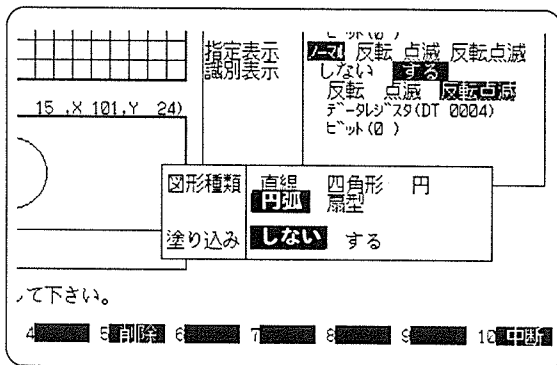 ビット(0 )
指定表示 ノーマル 反転 点滅 反転点滅
識別表示 しない する
反転 点滅 反転点滅
データレジスタ(DT 0004)
ビット(0 )
15 ,X 101,Y 24)
図形種類 直線 四角形 円
円弧 扇型
塗り込み しない する
して下さい。
4 5 削除 6 7 8 9 10 中断